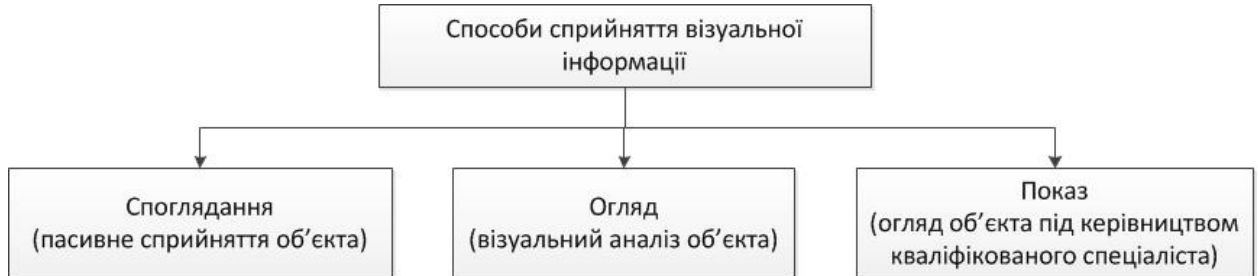 Способи сприйняття візуальної
інформації
Споглядання
(пасивне сприйняття об’єкта)
Огляд
(візуальний аналіз об’єкта)
Показ
(огляд об’єкта під керівництвом
кваліфікованого спеціаліста)